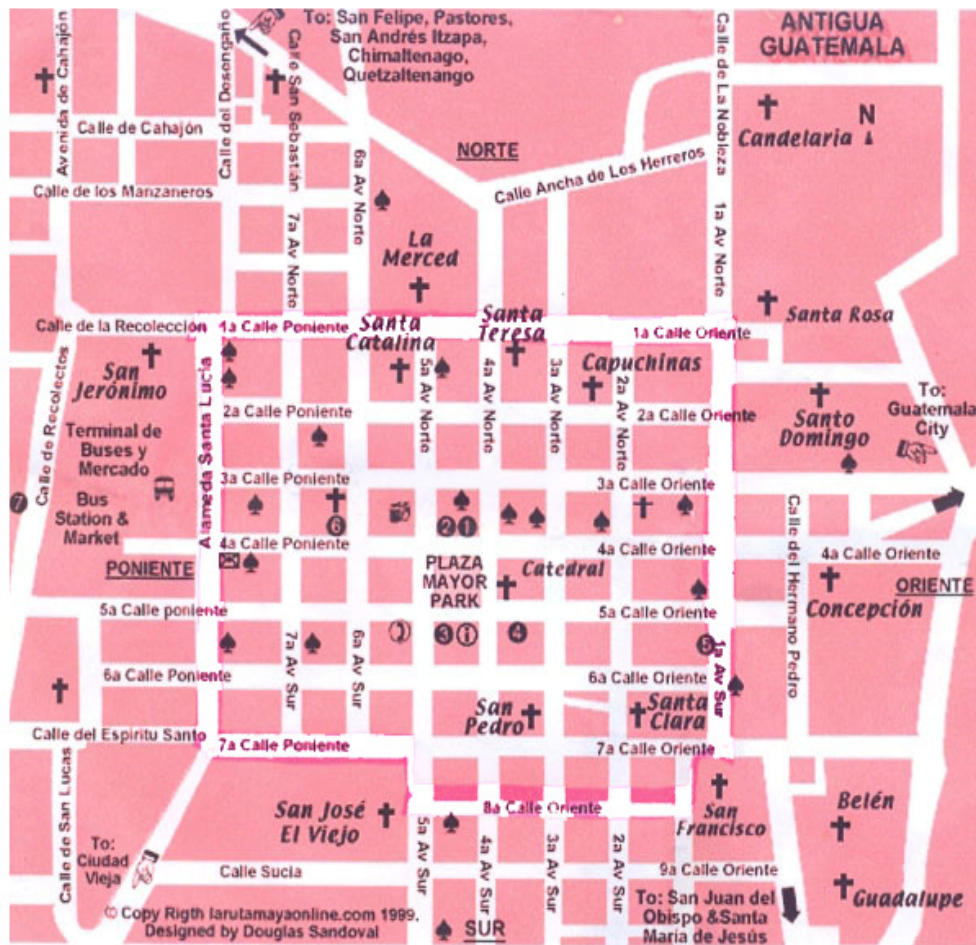 To: San Felipe, Pastores,
San Andrés Itzapa,
Chimaltenago,
Quetzaltenango
ANTIGUA
GUATEMALA
Avenida de Cahajón
Calle del Desengaño
Calle San Sebastián
Calle de La Nobleza
Candelaria
N
Calle de Cahajón
NORTE
Calle Ancha de Los Herreros
Calle de los Manzaneros
6a Av Norte
7a Av Norte
1a Av Norte
La
Merced
Santa Rosa
Calle de la Recolección
1a Calle Poniente
Santa
Catalina
Santa
Teresa
1a Calle Oriente
San
Jerónimo
Alameda Santa Lucia
5a Av Norte
4a Av Norte
3a Av Norte
2a Av Norte
Capuchinas
Calle de Recolectos
2a Calle Poniente
2a Calle Oriente
Santo
Domingo
To:
Guatemala
City
Terminal de
Buses y
Mercado
Bus
Station &
Market
3a Calle Poniente
3a Calle Oriente
7
6
2
1
4a Calle Poniente
4a Calle Oriente
Calle del Hermano Pedro
4a Calle Oriente
PONIENTE
PLAZA
MAYOR
PARK
Catedral
ORIENTE
Concepción
5a Calle poniente
5a Calle Oriente
3
i
4
5
7a Av Sur
6a Av Sur
1a Av Sur
6a Calle Poniente
6a Calle Oriente
San
Pedro
Santa
Clara
Calle del Espiritu Santo
7a Calle Poniente
7a Calle Oriente
Calle de San Lucas
San José
El Viejo
8a Calle Oriente
San
Francisco
Belén
5a Av Sur
4a Av Sur
3a Av Sur
2a Av Sur
To:
Ciudad
Vieja
Calle Sucia
9a Calle Oriente
Guadalupe
To: San Juan del
Obispo &Santa
María de Jesús
© Copy Rigth larutamayaonline.com 1999.
Designed by Douglas Sandoval
SUR